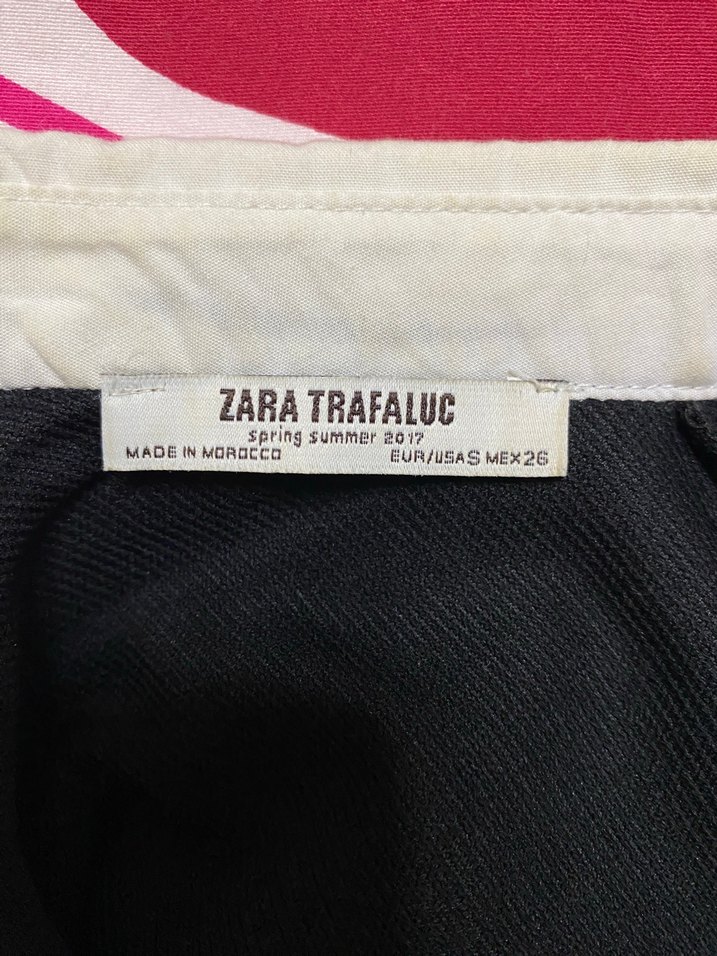 ZARA TRAFALUC
spring summer 2017
MADE IN MOROCCO EUR/USA S MEX 26